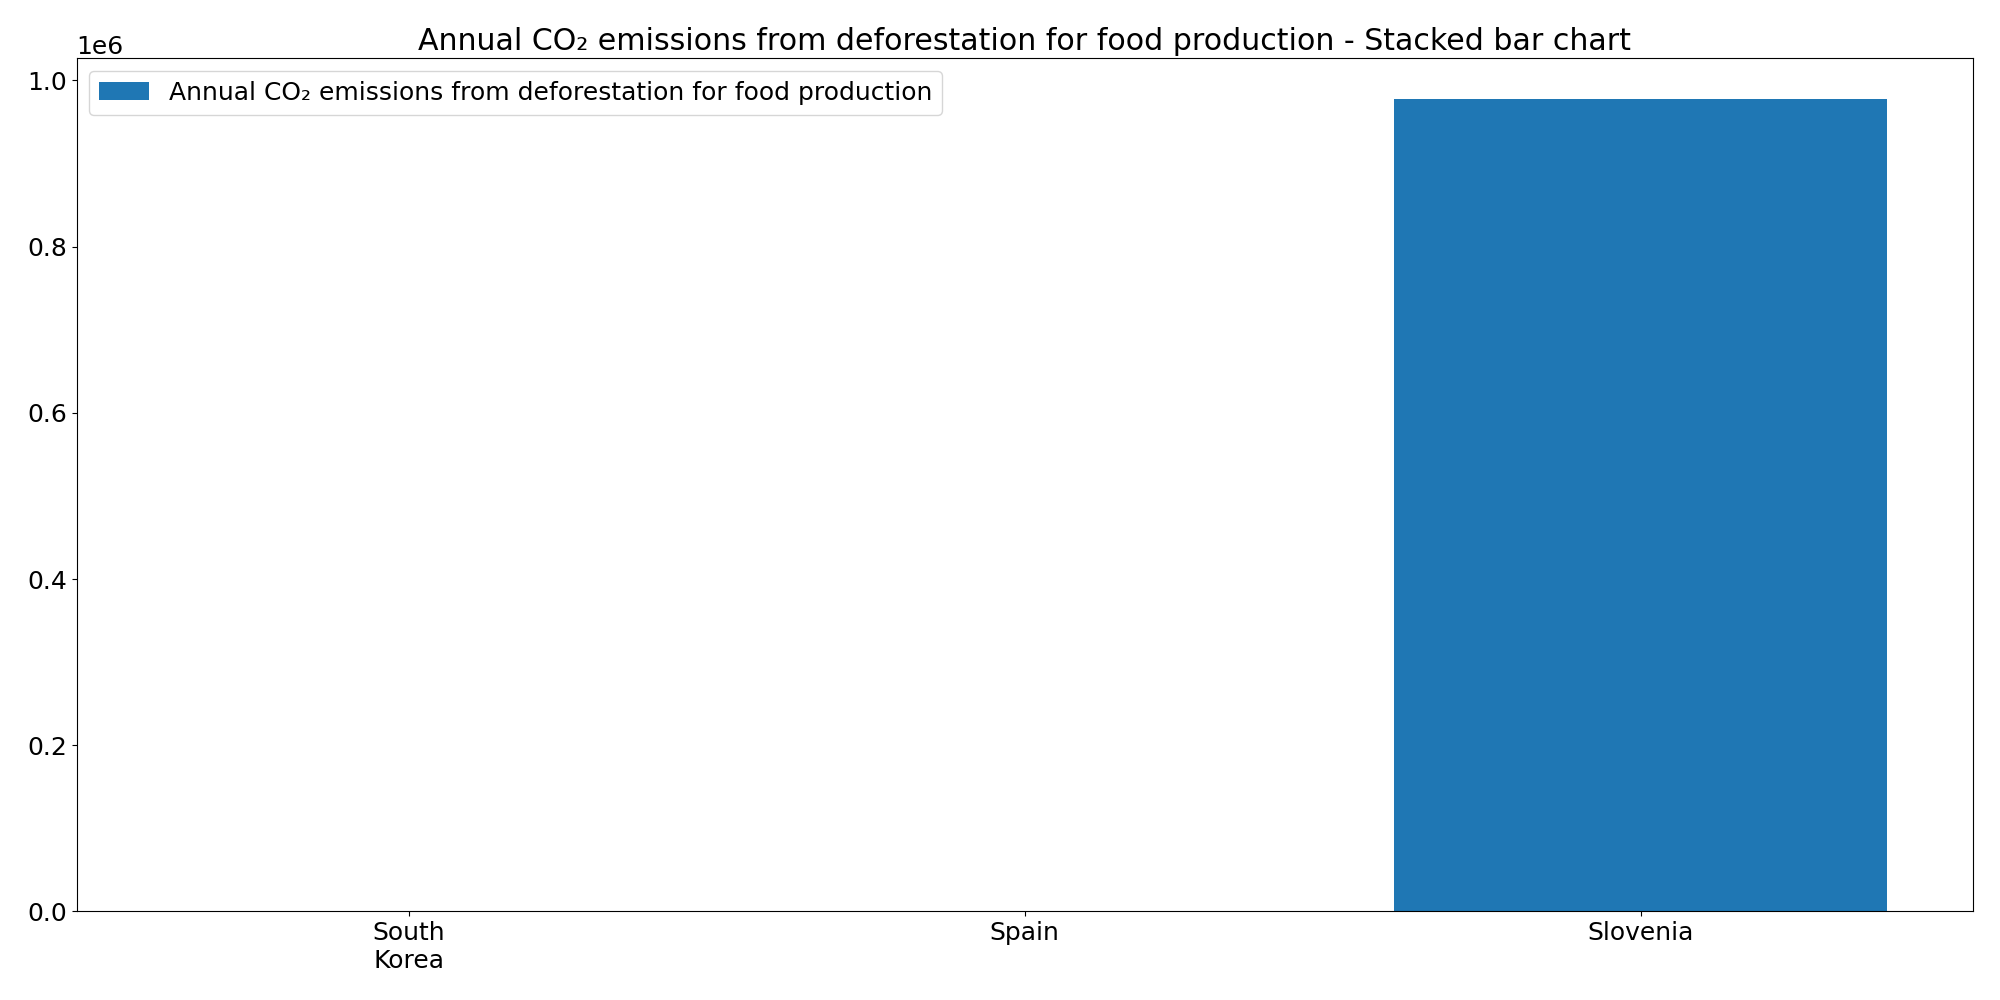 Annual CO₂ emissions from deforestation for food production - Stacked bar chart
1e6
Annual CO₂ emissions from deforestation for food production
1.0
0.8
0.6
0.4
0.2
0.0
South
Korea
Spain
Slovenia